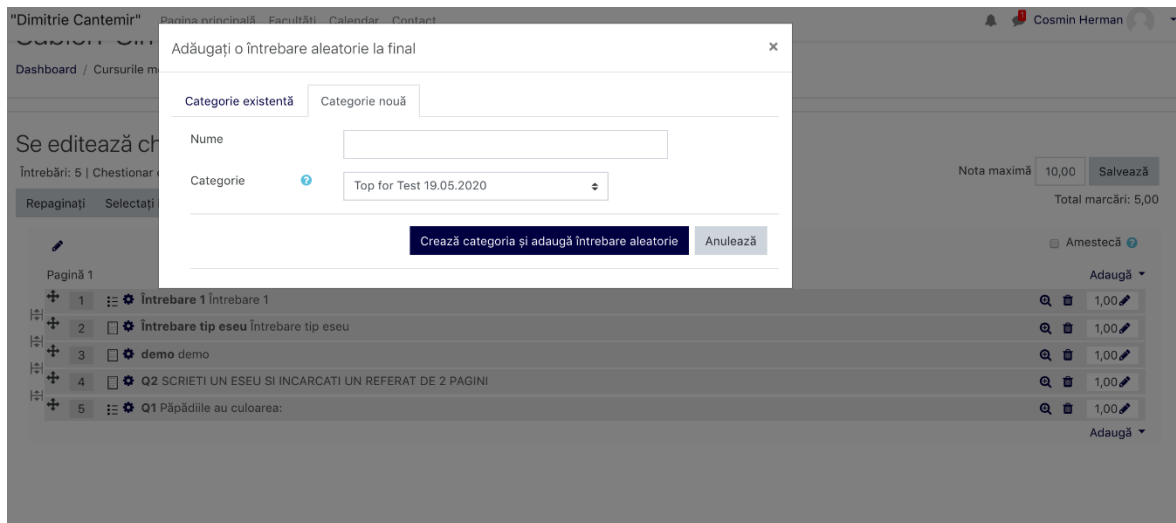 "Dimitrie Cantemir" Pagina principală Facultăți Calendar Contact Cosmin Herman
Adăugați o întrebare aleatorie la final ×
Dashboard / Cursurile m
Categorie existentă Categorie nouă
Nume
Se editează ch
Întrebări: 5 | Chestionar
Nota maximă 10,00 Salvează
Categorie Top for Test 19.05.2020
Repaginați Selectați
Total marcări: 5,00
Crează categoria și adaugă întrebare aleatorie Anulează
Amestecă
Pagină 1 Adaugă
1 Întrebare 1 Întrebare 1 1,00
2 Întrebare tip eseu Întrebare tip eseu 1,00
3 demo demo 1,00
4 Q2 SCRIETI UN ESEU SI INCARCATI UN REFERAT DE 2 PAGINI 1,00
5 Q1 Păpădiile au culoarea: 1,00
Adaugă